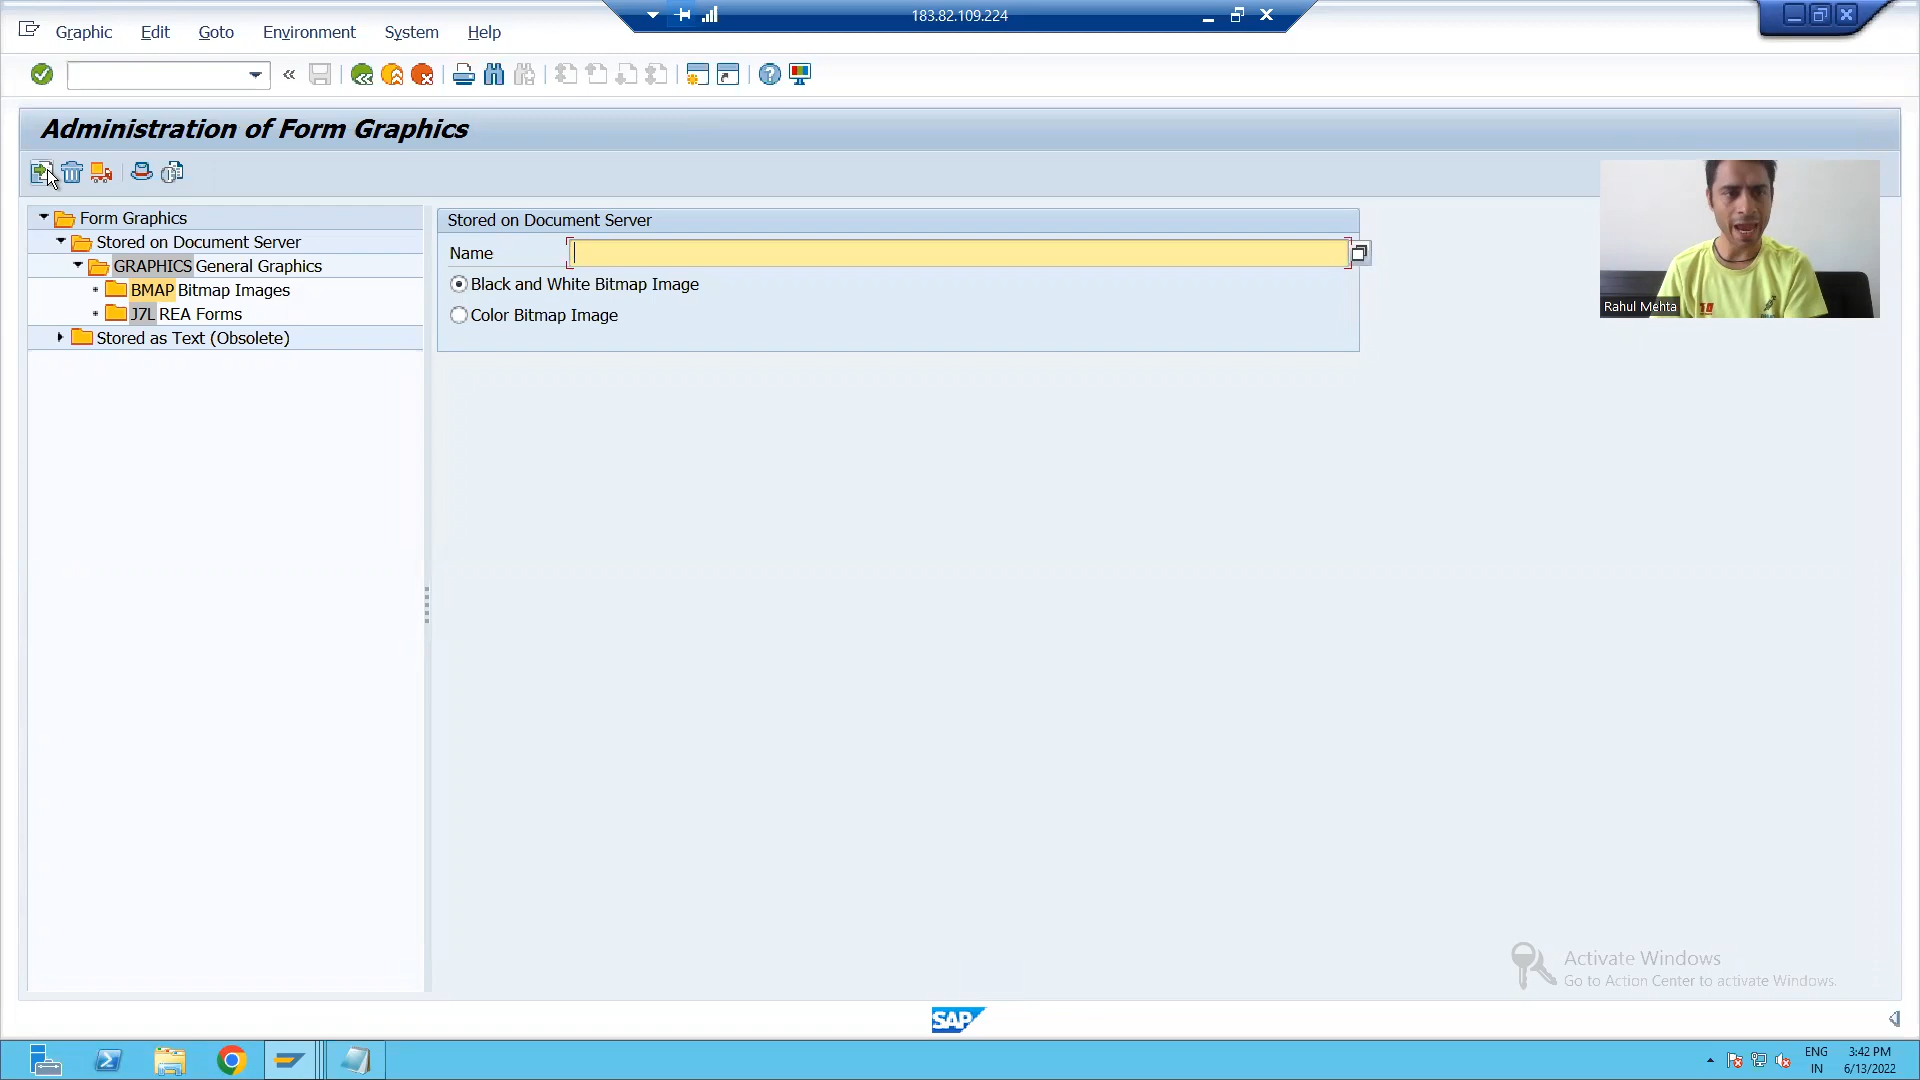 183.82.109.224
Graphic Edit Goto Environment System Help
Administration of Form Graphics
Form Graphics
Stored on Document Server
GRAPHICS General Graphics
BMAP Bitmap Images
J7L REA Forms
Stored as Text (Obsolete)
Stored on Document Server
Name
Black and White Bitmap Image
Color Bitmap Image
Rahul Mehta
10
Activate Windows
Go to Action Center to activate Windows.
SAP
ENG
IN
3:42 PM
6/13/2022